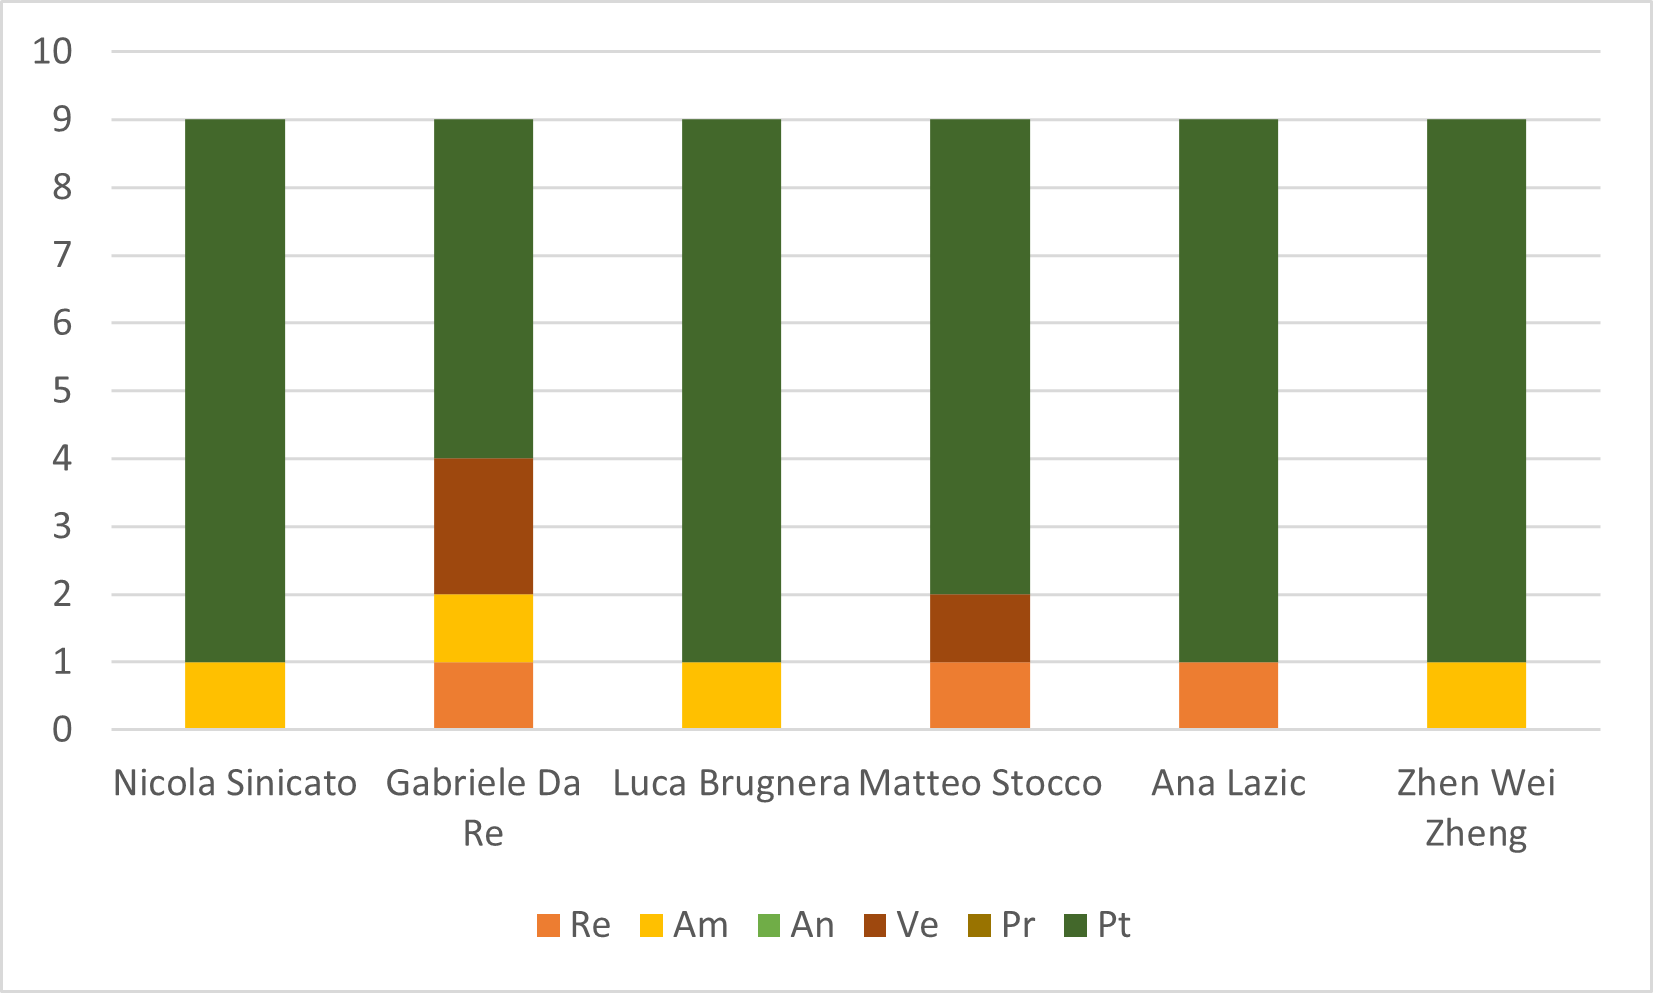 10
9
8
7
6
5
4
3
2
1
0
Nicola Sinicato
Gabriele Da
Re
Luca Brugnera
Matteo Stocco
Ana Lazic
Zhen Wei
Zheng
Re Am An Ve Pr Pt